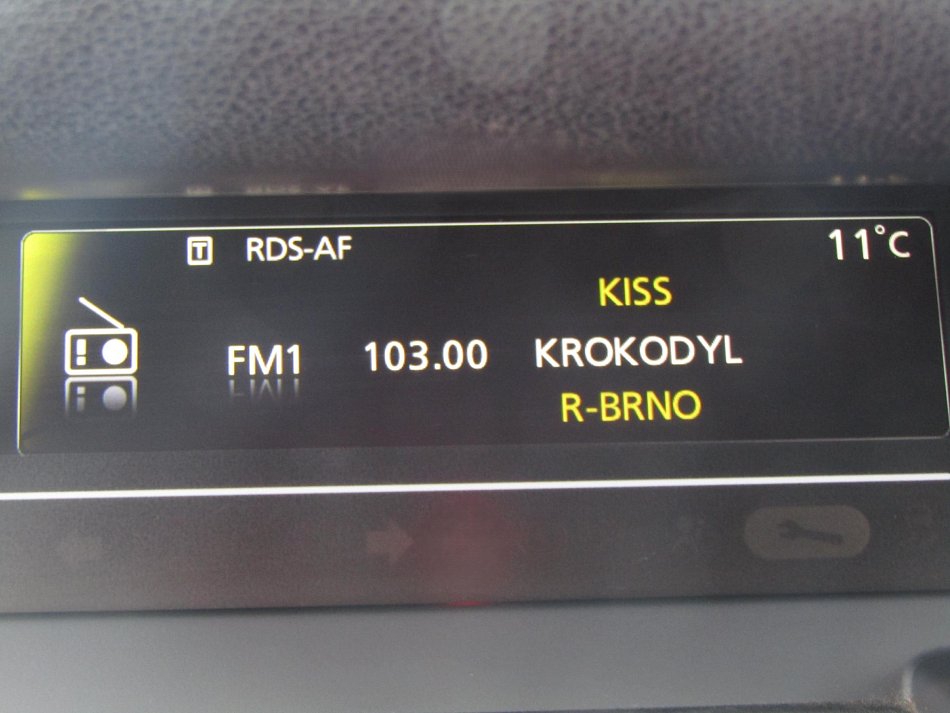 T RDS-AF 11°C
KISS
FM1 103.00 KROKODYL
R-BRNO